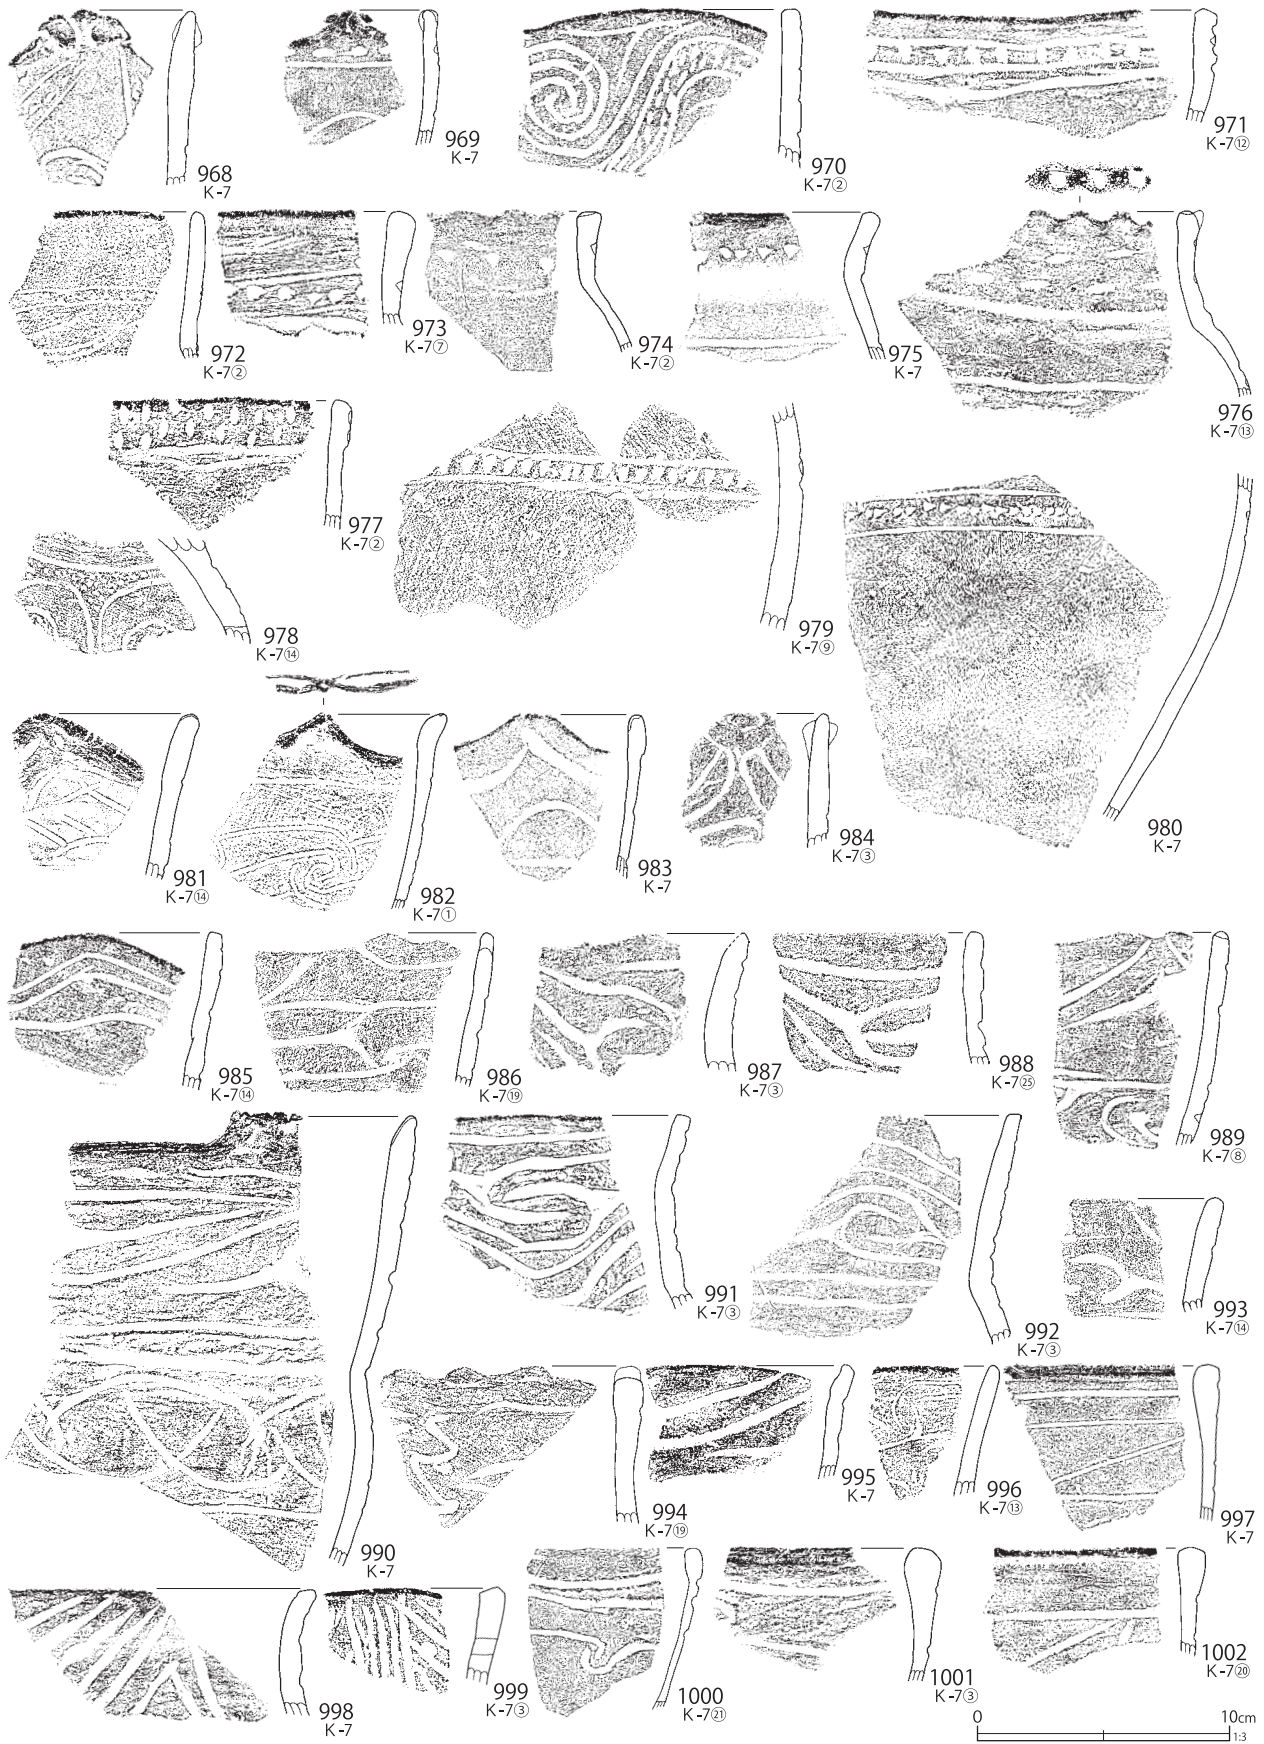 968
K-7
969
K-7
970
K-7②
971
K-7⑫
972
K-7②
973
K-7⑦
974
K-7②
975
K-7
976
K-7⑬
977
K-7②
978
K-7⑭
979
K-7⑨
980
K-7
981
K-7⑭
982
K-7①
983
K-7
984
K-7③
985
K-7⑭
986
K-7⑲
987
K-7③
988
K-7㉕
989
K-7⑧
990
K-7
991
K-7③
992
K-7③
993
K-7⑭
994
K-7⑲
995
K-7
996
K-7⑬
997
K-7
998
K-7
999
K-7③
1000
K-7㉑
1001
K-7③
1002
K-7⑳
0 10cm
1:3